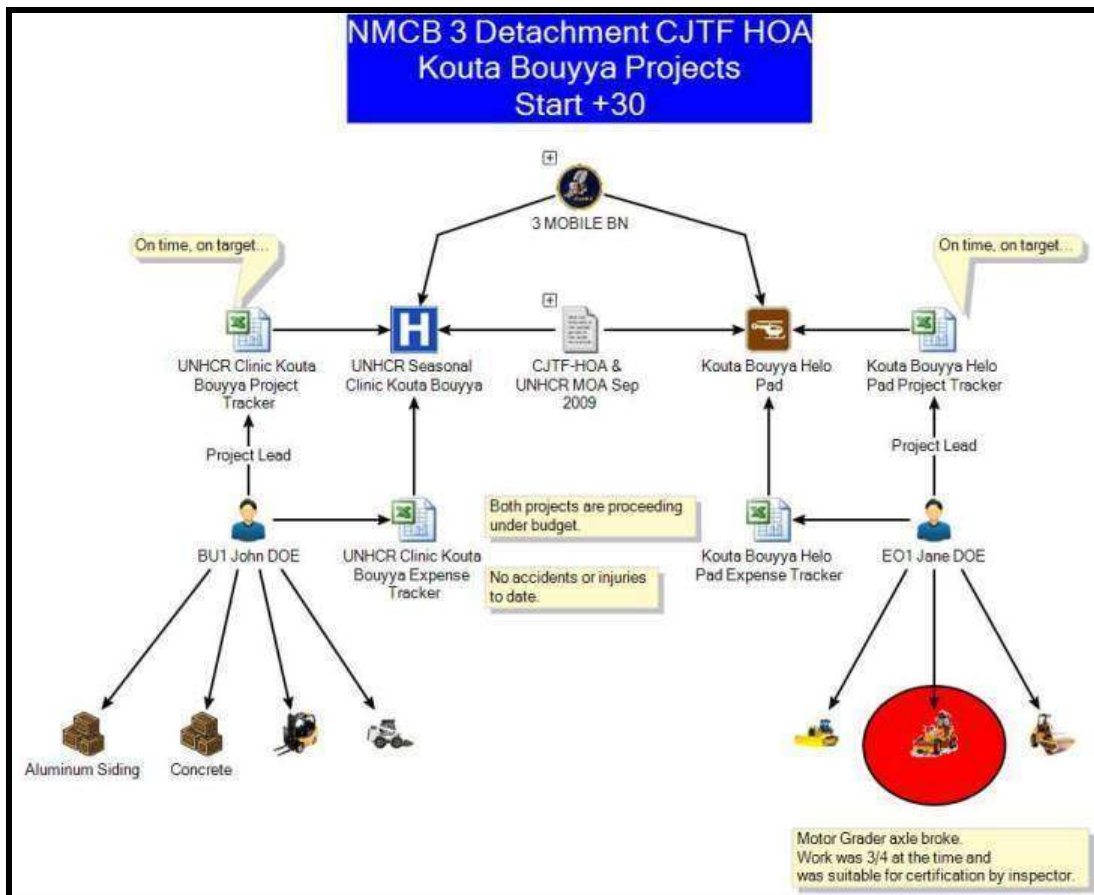 NMCB 3 Detachment CJTF HOA
Kouta Bouyya Projects
Start +30
3 MOBILE BN
On time, on target...
On time, on target...
UNHCR Clinic Kouta
Bouyya Project
Tracker
UNHCR Seasonal
Clinic Kouta Bouyya
CJTF-HOA &
UNHCR MOA Sep
2009
Kouta Bouyya Helo
Pad
Kouta Bouyya Helo
Pad Project Tracker
Project Lead
Project Lead
BU1 John DOE
UNHCR Clinic Kouta
Bouyya Expense
Tracker
Both projects are proceeding
under budget.
No accidents or injuries
to date.
Kouta Bouyya Helo
Pad Expense Tracker
EO1 Jane DOE
Aluminum Siding
Concrete
Motor Grader axle broke.
Work was 3/4 at the time and
was suitable for certification by inspector.